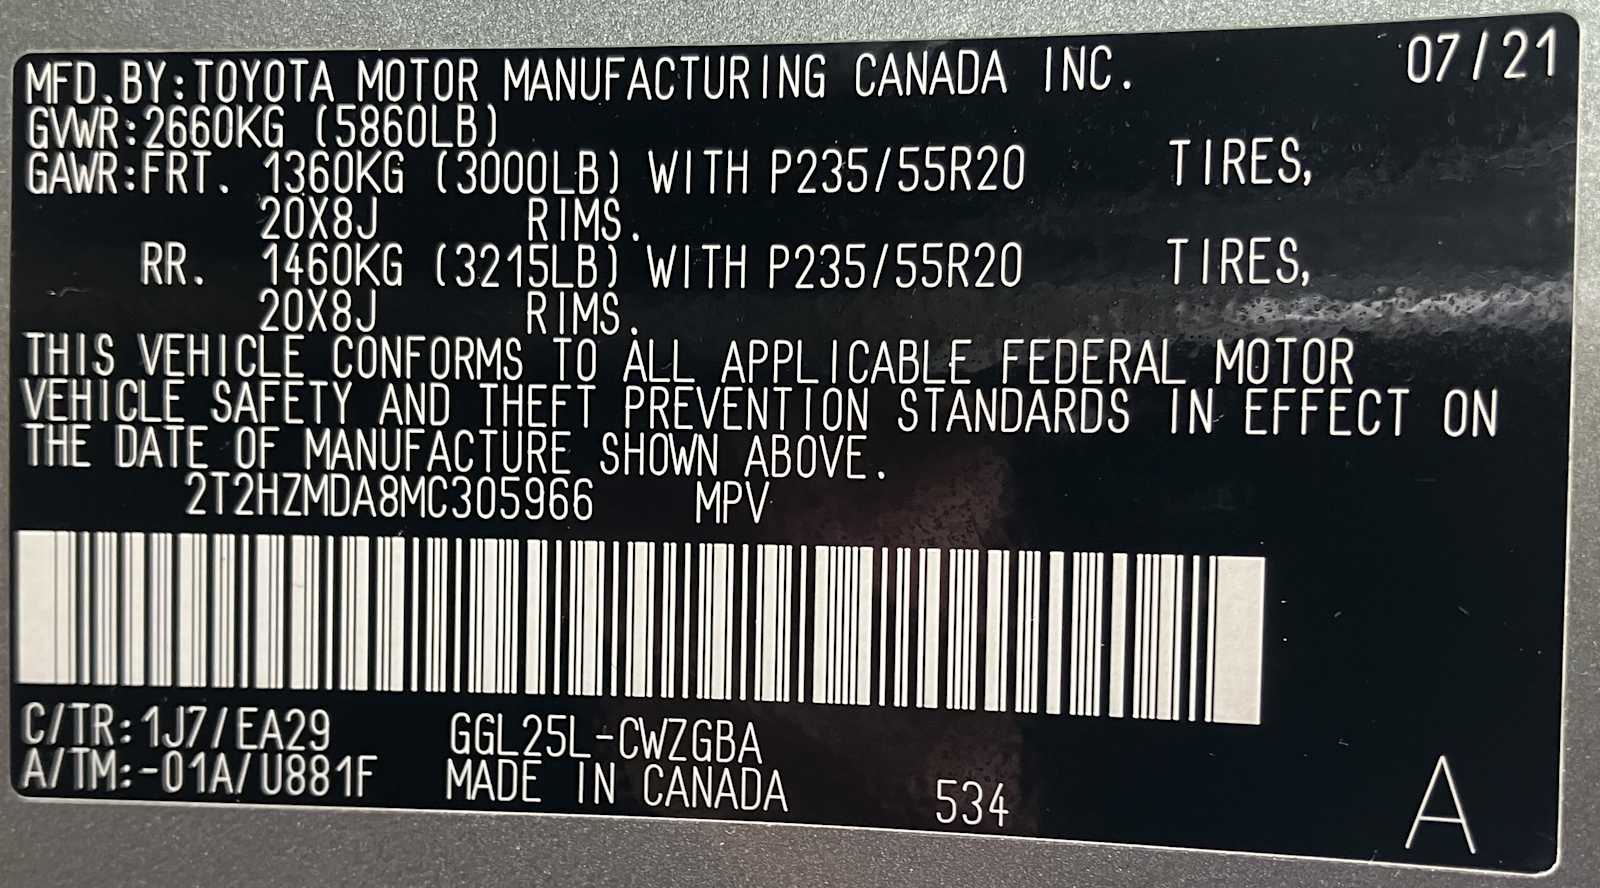 MFD.BY:TOYOTA MOTOR MANUFACTURING CANADA INC. 07/21
GVWR:2660KG (5860LB)
GAWR:FRT. 1360KG (3000LB) WITH P235/55R20 TIRES,
20X8J RIMS.
RR. 1460KG (3215LB) WITH P235/55R20 TIRES,
20X8J RIMS.
THIS VEHICLE CONFORMS TO ALL APPLICABLE FEDERAL MOTOR
VEHICLE SAFETY AND THEFT PREVENTION STANDARDS IN EFFECT ON
THE DATE OF MANUFACTURE SHOWN ABOVE.
2T2HZMDA8MC305966 MPV
C/TR:1J7/EA29 GGL25L-CWZGBA
A/TM:-01A/U881F MADE IN CANADA 534 A